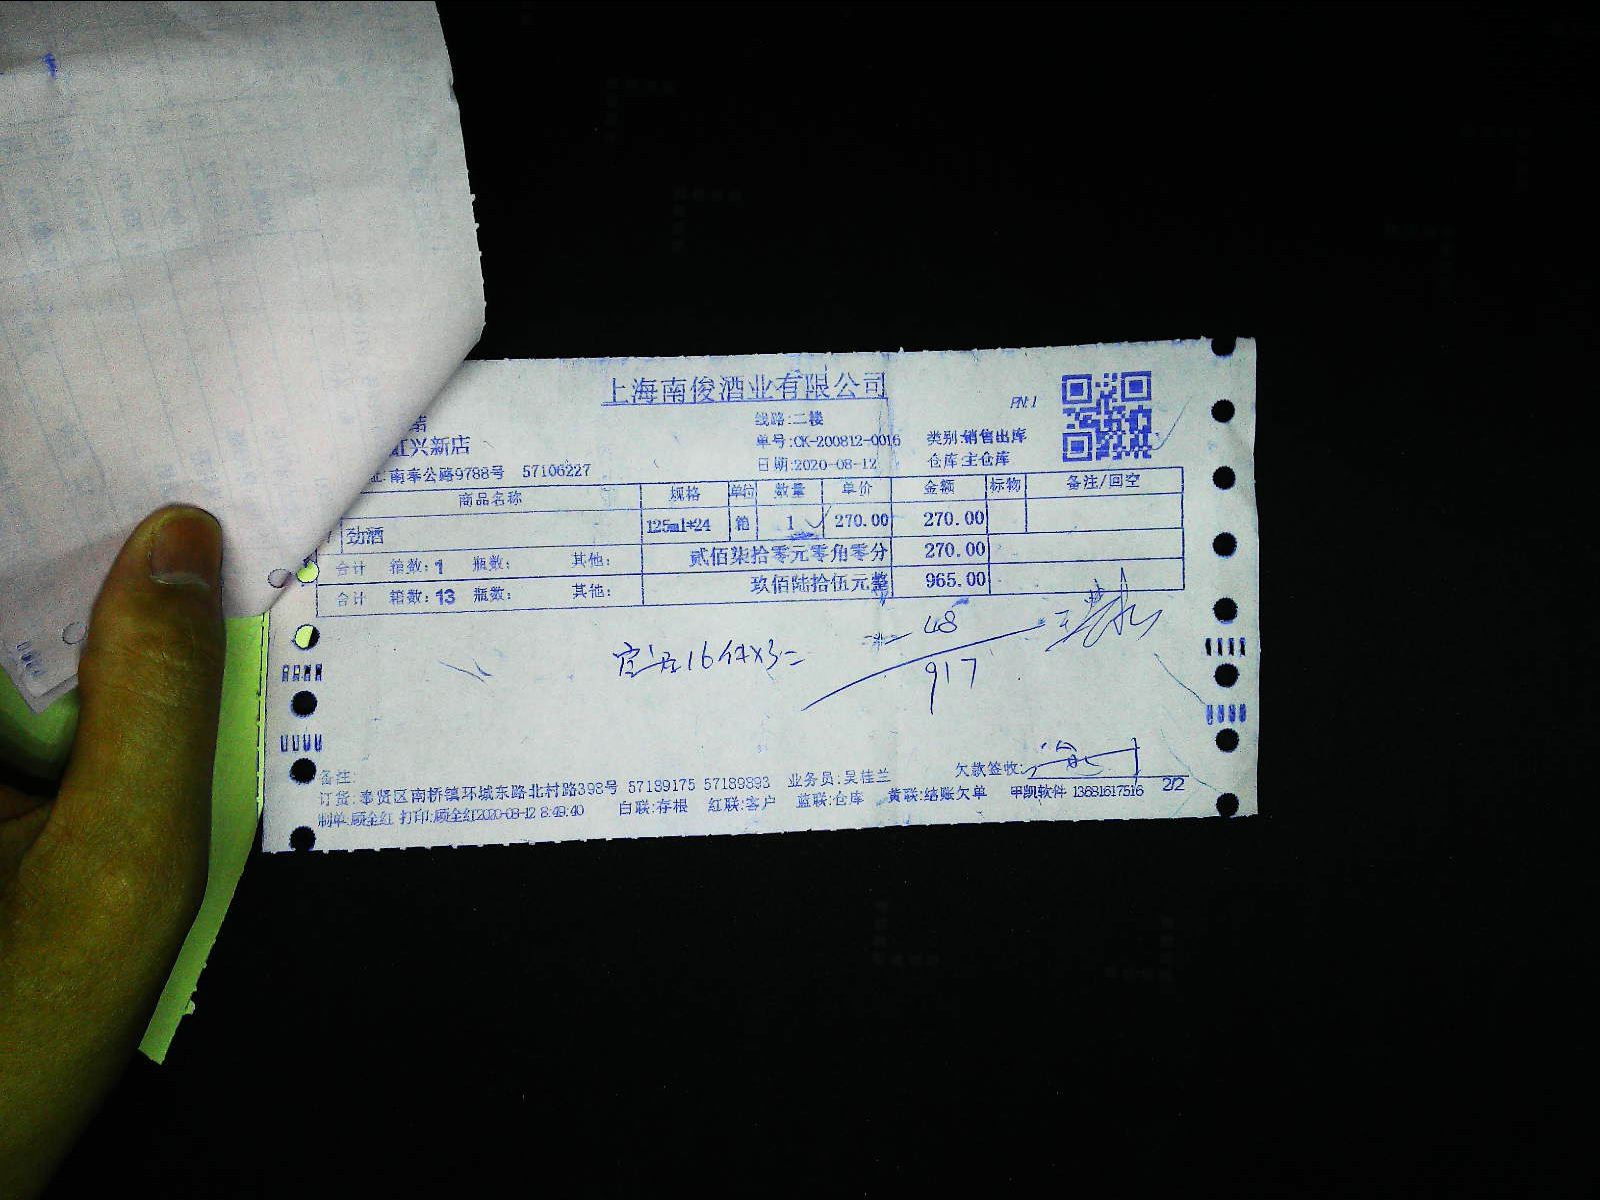 上海南俊酒业有限公司
PN:1
线路:二楼
虹兴新店
单号:CK-200812-0016 类别:销售出库
址:南奉公路9788号 57106227
日期:2020-08-12 仓库:主仓库
商品名称 规格 单位 数量 单价 金额 标物 备注/回空
劲酒 125ml*24 箱 1 270.00 270.00
合计 箱数:1 瓶数: 其他: 贰佰柒拾零元零角零分 270.00
合计 箱数:13 瓶数: 其他: 玖佰陆拾伍元整 965.00
16件×3= 48
917
备注:
欠款签收:
订货:奉贤区南桥镇环城东路北村路398号 57189175 57189893 业务员:吴佳兰
制单:顾全红 打印:顾全红2020-08-12 8:49:40 白联:存根 红联:客户 蓝联:仓库 黄联:结账欠单 甲凯软件 13681617516 2/2